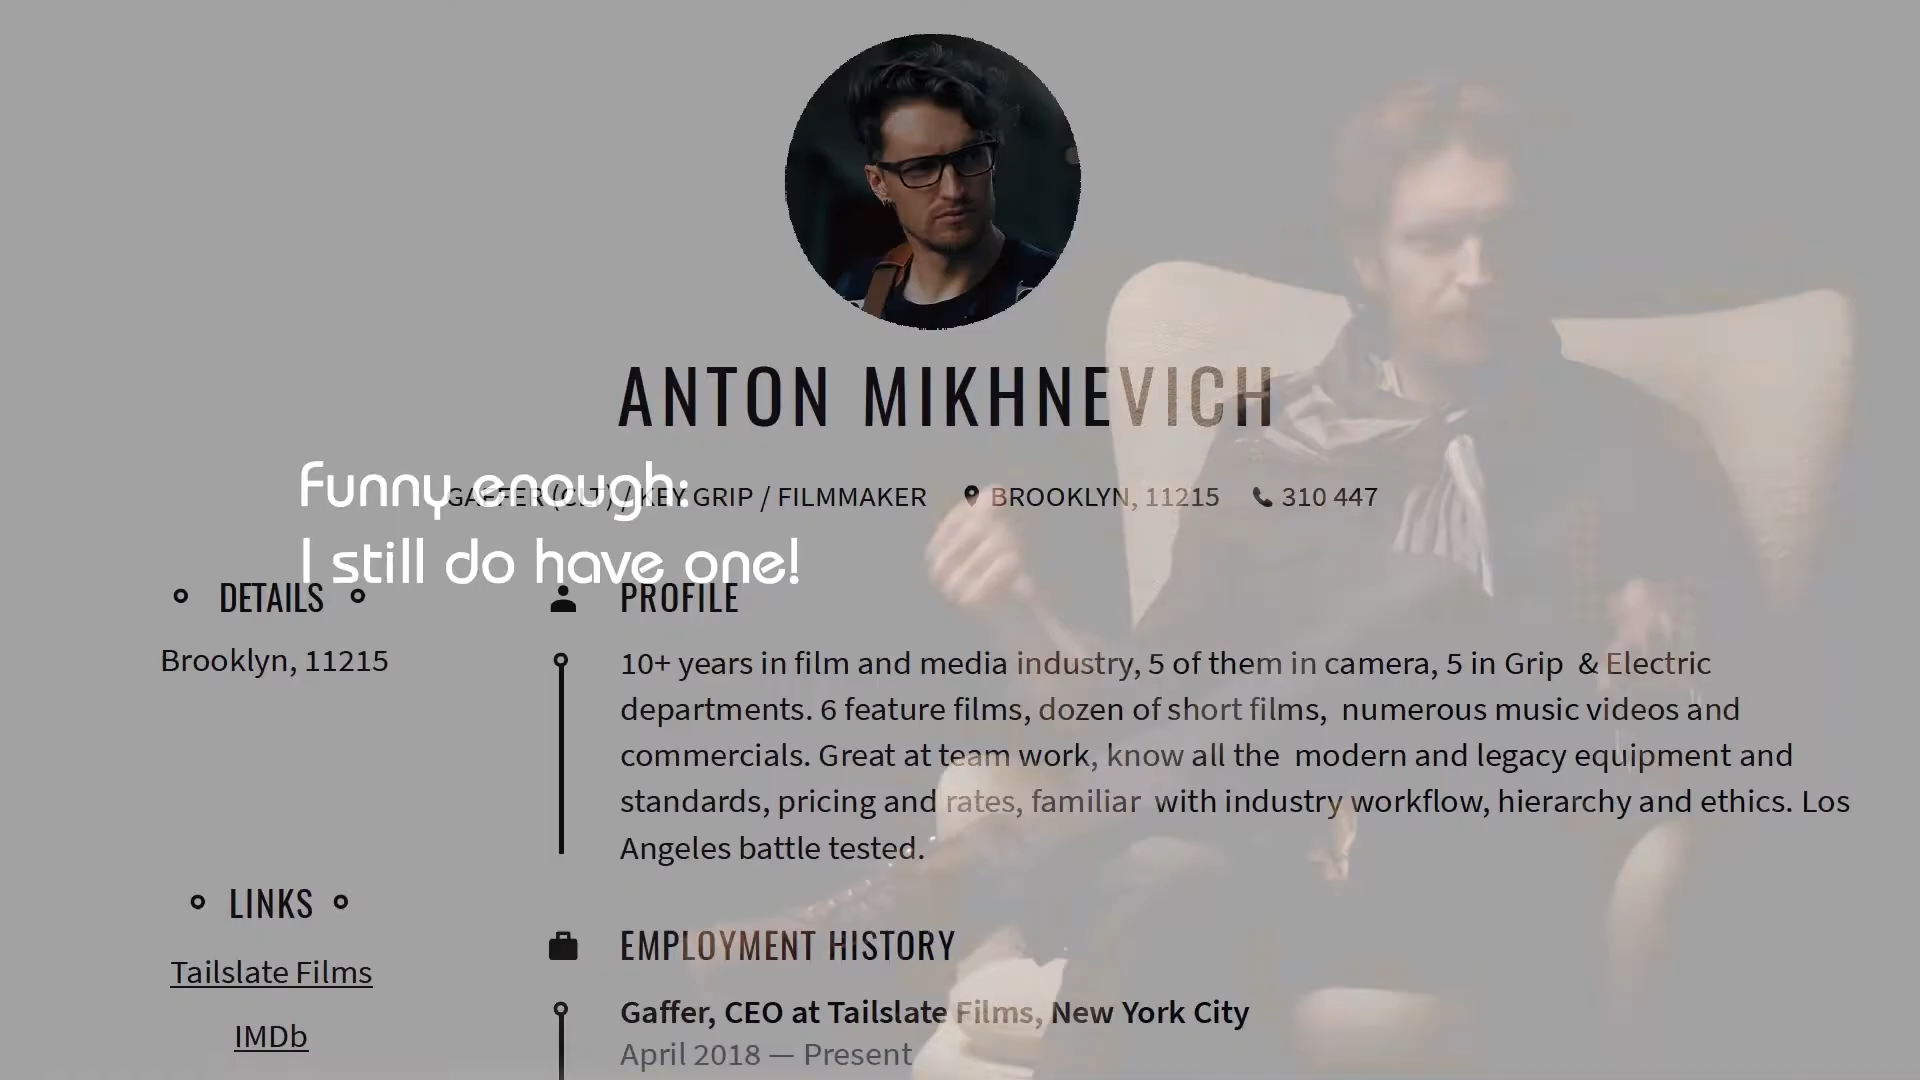 ANTON MIKHNEVICH
Funny enough:
GAFFER (CLT) / KEY GRIP / FILMMAKER BROOKLYN, 11215 310 447
I still do have one!
DETAILS
Brooklyn, 11215
PROFILE
10+ years in film and media industry, 5 of them in camera, 5 in Grip & Electric
departments. 6 feature films, dozen of short films, numerous music videos and
commercials. Great at team work, know all the modern and legacy equipment and
standards, pricing and rates, familiar with industry workflow, hierarchy and ethics. Los
Angeles battle tested.
LINKS
Tailslate Films
IMDb
EMPLOYMENT HISTORY
Gaffer, CEO at Tailslate Films, New York City
April 2018 — Present